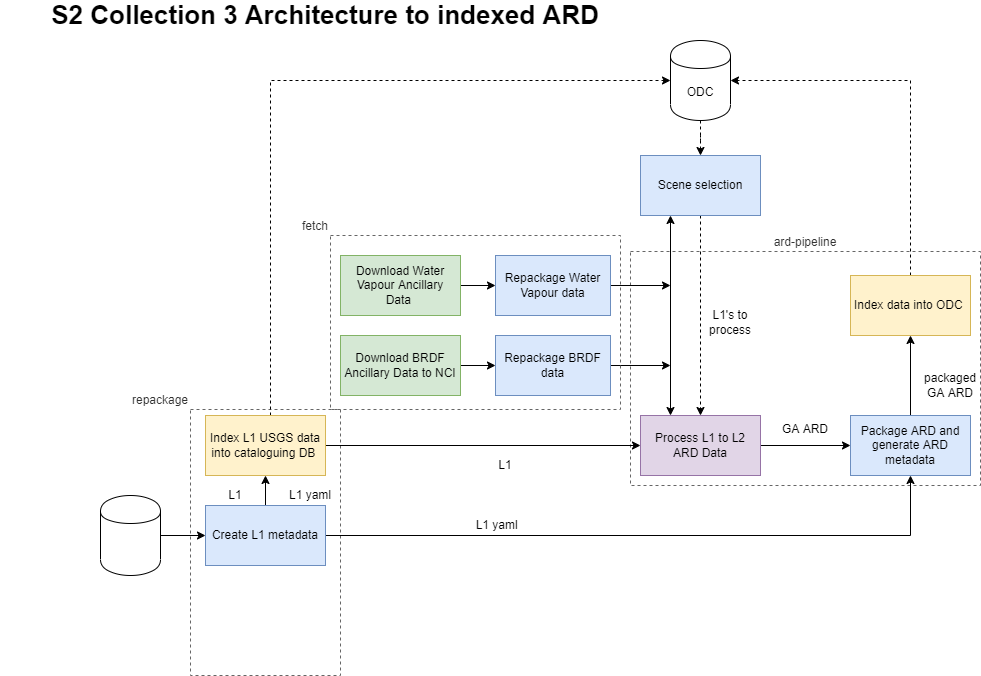 S2 Collection 3 Architecture to indexed ARD
ODC
Scene selection
fetch
ard-pipeline
Download Water
Vapour Ancillary
Data
Repackage Water
Vapour data
Index data into ODC
L1's to
process
Download BRDF
Ancillary Data to NCI
Repackage BRDF
data
packaged
GA ARD
repackage
Index L1 USGS data
into cataloguing DB
Process L1 to L2
ARD Data
GA ARD
Package ARD and
generate ARD
metadata
L1
L1
L1 yaml
Create L1 metadata
L1 yaml